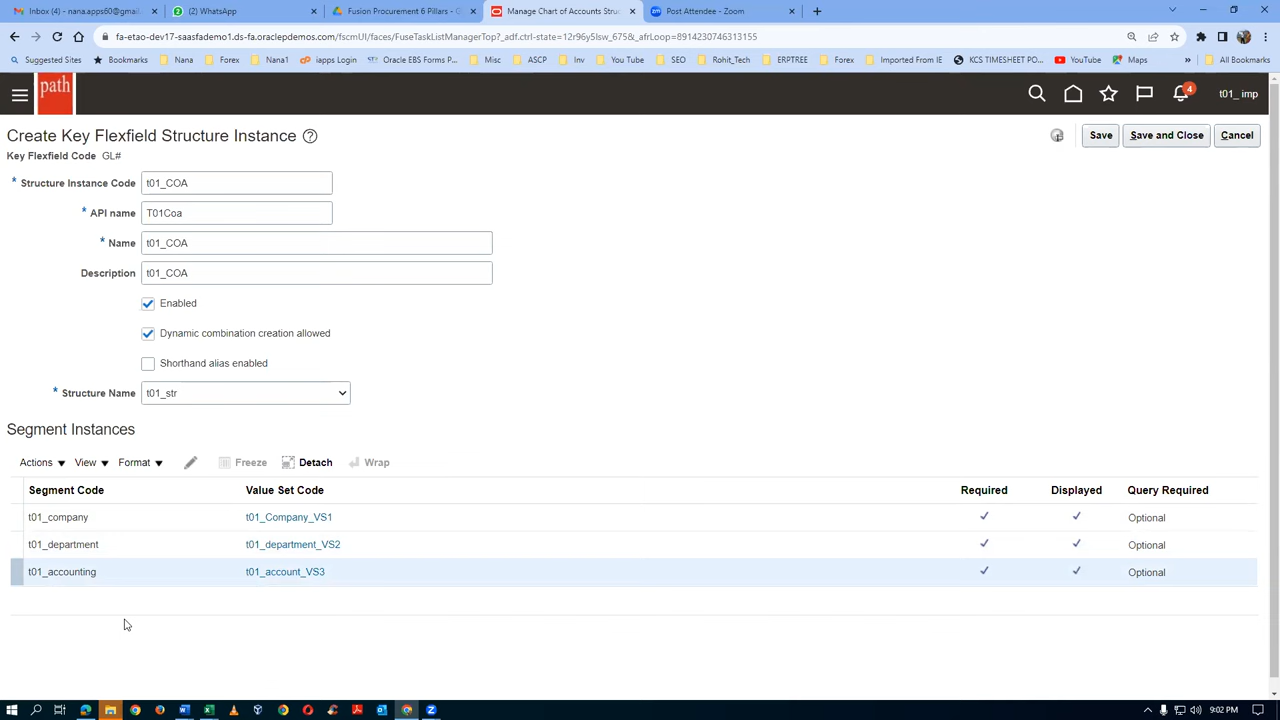 Inbox (4) - nana.apps60@gmail.
(2) WhatsApp
Fusion Procurement 6 Pillars - G
Manage Chart of Accounts Struc
Post Attendee - Zoom
fa-etao-dev17-saasfademo1.ds-fa.oraclepdemos.com/fscmUI/faces/FuseTaskListManagerTop?_adf.ctrl-state=12r96y5lsw_675&_afrLoop=8914230746313155
Suggested Sites Bookmarks Nana Forex Nana1 iapps Login Oracle EBS Forms P... Misc ASCP Inv You Tube SEO Rohit_Tech ERPTREE Forex Imported From IE KCS TIMESHEET PO... YouTube Maps » All Bookmarks
path
4
t01_ imp
Create Key Flexfield Structure Instance ?
Save Save and Close Cancel
Key Flexfield Code GL#
* Structure Instance Code t01_COA
* API name T01Coa
* Name t01_COA
Description t01_COA
Enabled
Dynamic combination creation allowed
Shorthand alias enabled
* Structure Name t01_str
Segment Instances
Actions View Format Freeze Detach Wrap
Segment Code Value Set Code Required Displayed Query Required
t01_company t01_Company_VS1 Optional
t01_department t01_department_VS2 Optional
t01_accounting t01_account_VS3 Optional
9:02 PM